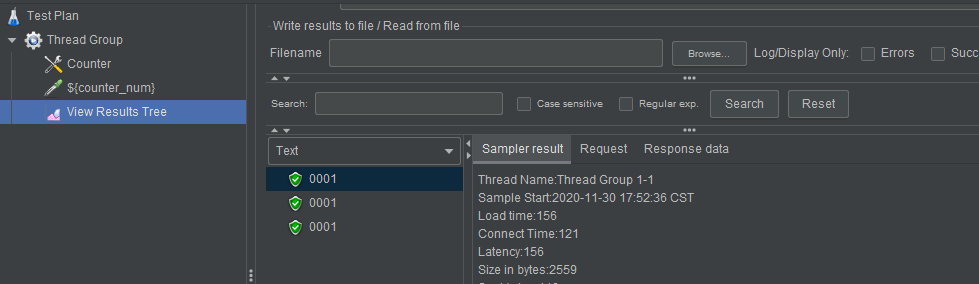 Test Plan
Thread Group
Counter
${counter_num}
View Results Tree
Write results to file / Read from file
Filename
Browse...
Log/Display Only:
Errors
Succ
Search:
Case sensitive
Regular exp.
Search
Reset
Text
0001
0001
0001
Sampler result
Request
Response data
Thread Name:Thread Group 1-1
Sample Start:2020-11-30 17:52:36 CST
Load time:156
Connect Time:121
Latency:156
Size in bytes:2559